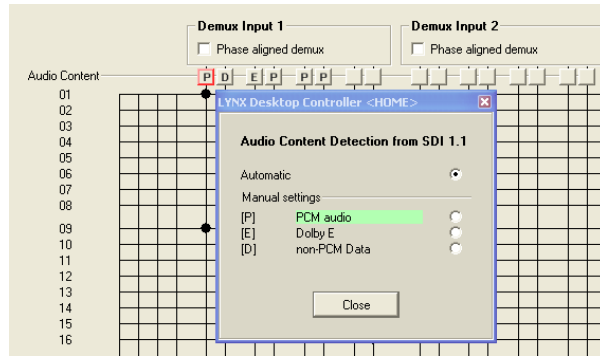 Demux Input 1 Demux Input 2
Phase aligned demux Phase aligned demux
Audio Content P D E P P P
01
02
03
04
05
06
07
08
09
10
11
12
13
14
15
16
LYNX Desktop Controller <HOME>
Audio Content Detection from SDI 1.1
Automatic
Manual settings
[P] PCM audio
[E] Dolby E
[D] non-PCM Data
Close